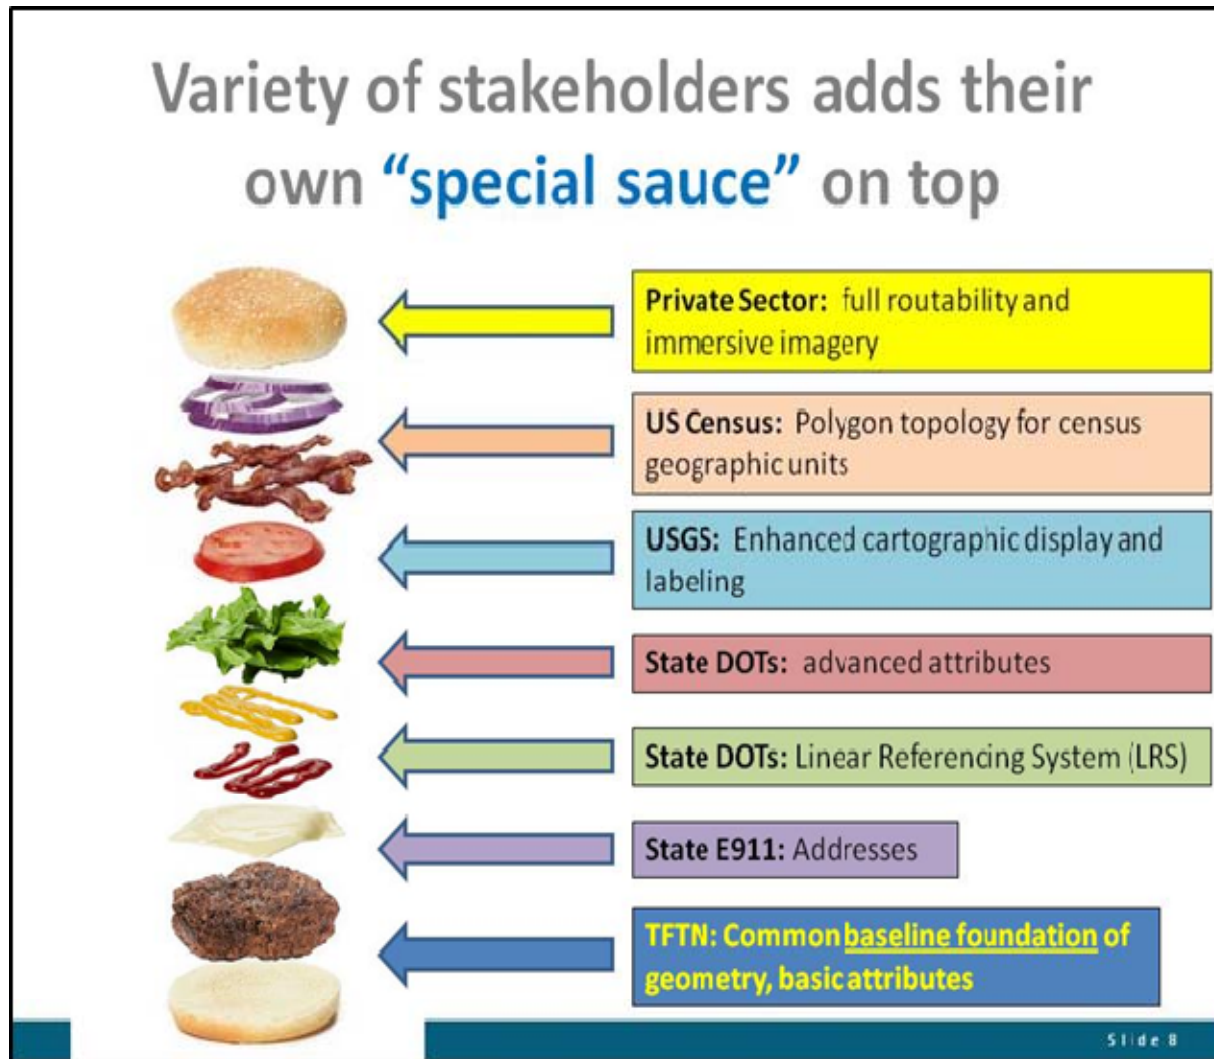 Variety of stakeholders adds their
own “special sauce” on top
Private Sector: full routability and
immersive imagery
US Census: Polygon topology for census
geographic units
USGS: Enhanced cartographic display and
labeling
State DOTs: advanced attributes
State DOTs: Linear Referencing System (LRS)
State E911: Addresses
TFTN: Common baseline foundation of
geometry, basic attributes
Slide 8